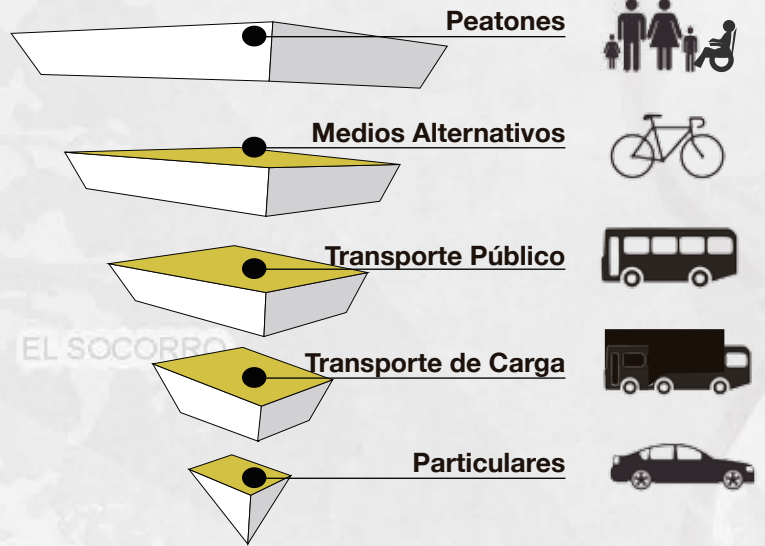 Peatones
Medios Alternativos
Transporte Público
EL SOCORRO
Transporte de Carga
Particulares